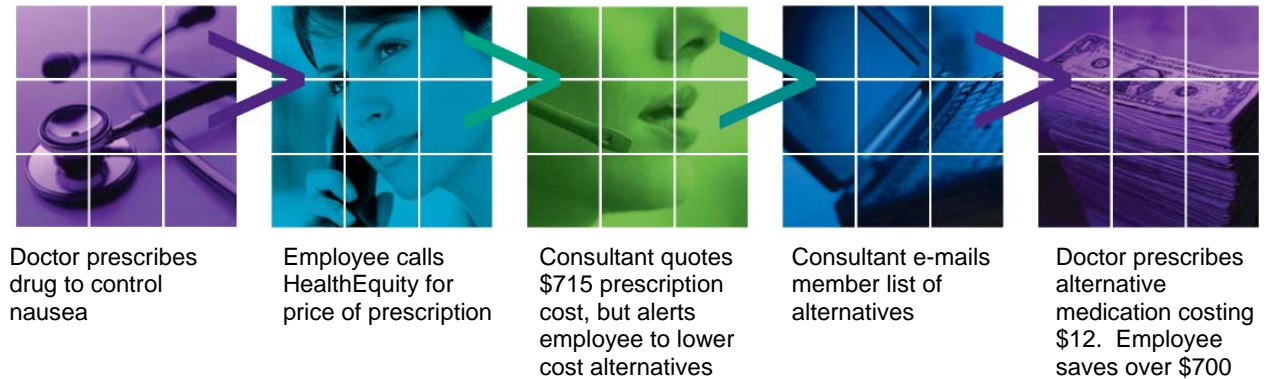 Doctor prescribes
drug to control
nausea
Employee calls
HealthEquity for
price of prescription
Consultant quotes
$715 prescription
cost, but alerts
employee to lower
cost alternatives
Consultant e-mails
member list of
alternatives
Doctor prescribes
alternative
medication costing
$12.  Employee
saves over $700